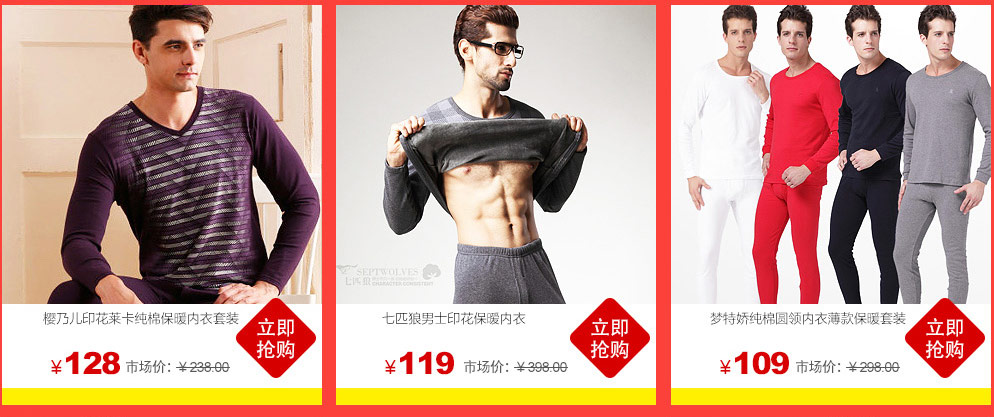 SEPTWOLVES
七匹狼
CHARACTER CONSISTENT
樱乃儿印花莱卡纯棉保暖内衣套装
立即
抢购
¥128 市场价：¥238.00
七匹狼男士印花保暖内衣
立即
抢购
¥119 市场价：¥398.00
梦特娇纯棉圆领内衣薄款保暖套装
立即
抢购
¥109 市场价：¥298.00